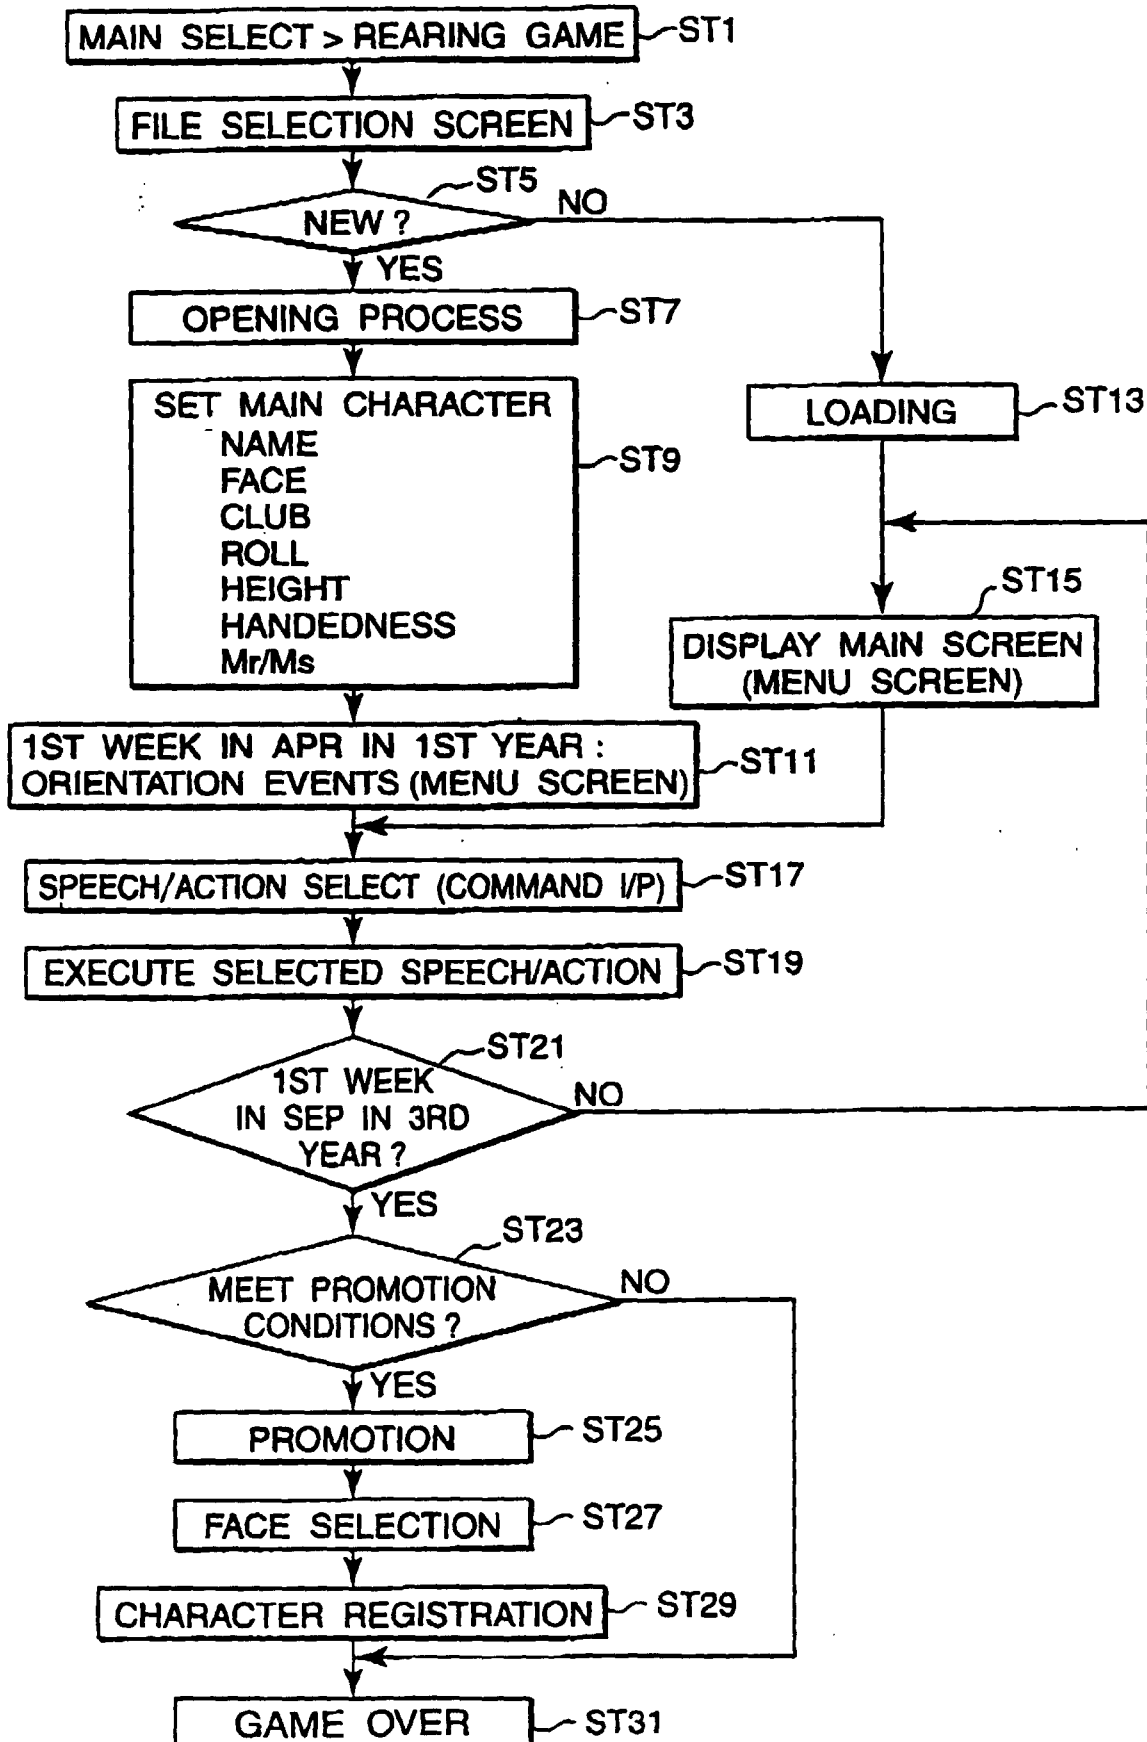 MAIN SELECT > REARING GAME
ST1
FILE SELECTION SCREEN
ST3
ST5
NEW ?
NO
YES
OPENING PROCESS
ST7
SET MAIN CHARACTER
NAME
FACE
CLUB
ROLL
HEIGHT
HANDEDNESS
Mr/Ms
ST9
LOADING
ST13
ST15
DISPLAY MAIN SCREEN
(MENU SCREEN)
1ST WEEK IN APR IN 1ST YEAR :
ORIENTATION EVENTS (MENU SCREEN)
ST11
SPEECH/ACTION SELECT (COMMAND I/P)
ST17
EXECUTE SELECTED SPEECH/ACTION
ST19
ST21
1ST WEEK
IN SEP IN 3RD
YEAR ?
NO
YES
ST23
MEET PROMOTION
CONDITIONS ?
NO
YES
PROMOTION
ST25
FACE SELECTION
ST27
CHARACTER REGISTRATION
ST29
GAME OVER
ST31